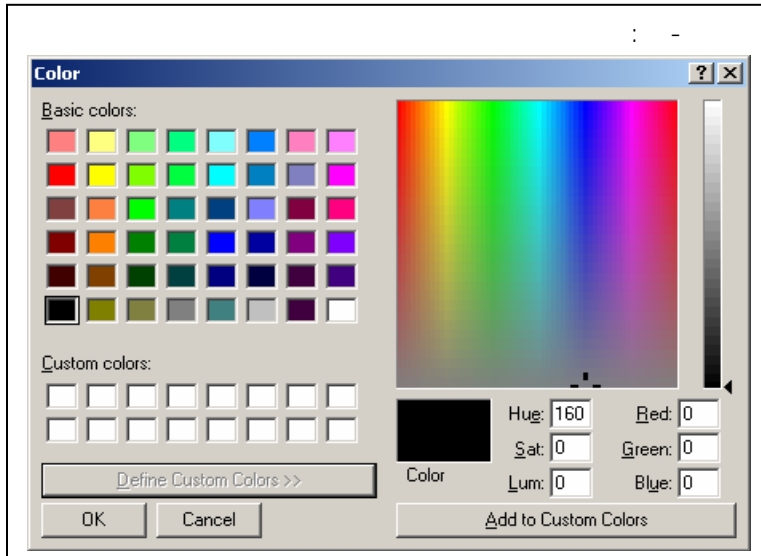 : -
Color
Basic colors:
Custom colors:
Define Custom Colors >>
OK Cancel
Color
Hue: 160 Red: 0
Sat: 0 Green: 0
Lum: 0 Blue: 0
Add to Custom Colors